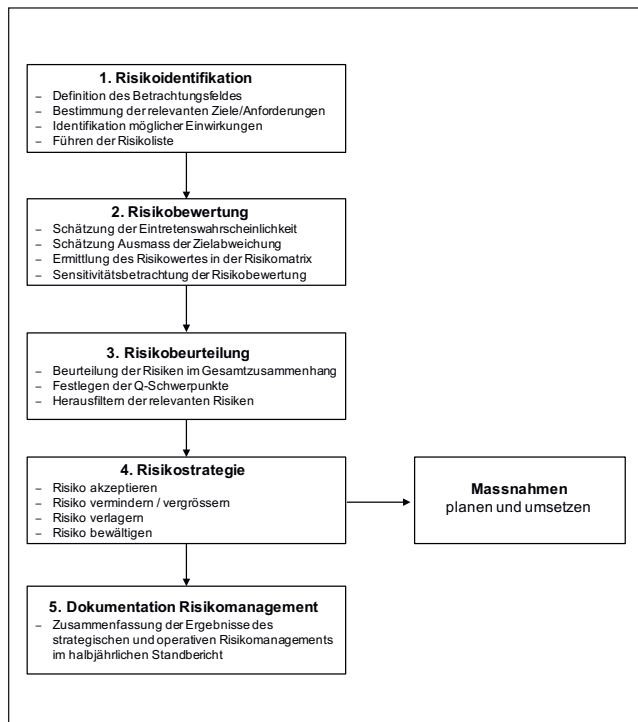 1. Risikoidentifikation
– Definition des Betrachtungsfeldes
– Bestimmung der relevanten Ziele/Anforderungen
– Identifikation möglicher Einwirkungen
– Führen der Risikoliste
2. Risikobewertung
– Schätzung der Eintretenswahrscheinlichkeit
– Schätzung Ausmass der Zielabweichung
– Ermittlung des Risikowertes in der Risikomatrix
– Sensitivitätsbetrachtung der Risikobewertung
3. Risikobeurteilung
– Beurteilung der Risiken im Gesamtzusammenhang
– Festlegen der Q-Schwerpunkte
– Herausfiltern der relevanten Risiken
4. Risikostrategie
– Risiko akzeptieren
– Risiko vermindern / vergrössern
– Risiko verlagern
– Risiko bewältigen
Massnahmen
planen und umsetzen
5. Dokumentation Risikomanagement
– Zusammenfassung der Ergebnisse des
strategischen und operativen Risikomanagements
im halbjährlichen Standbericht